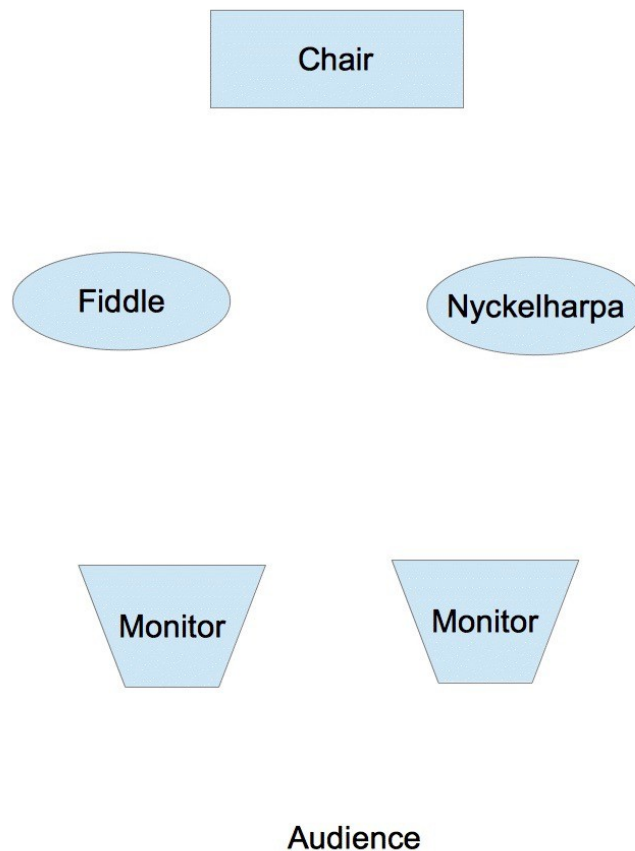 Chair
Fiddle
Nyckelharpa
Monitor
Monitor
Audience